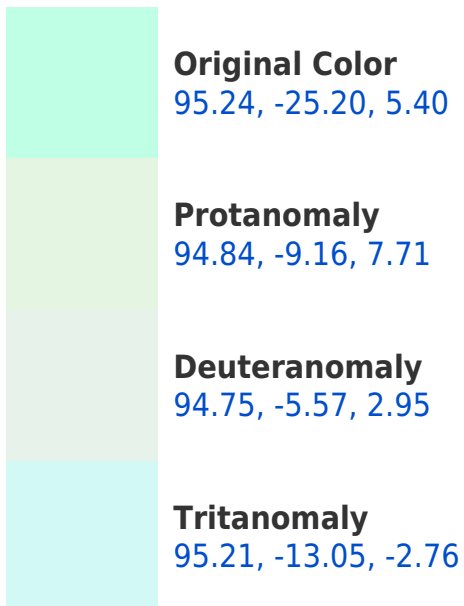 Original Color
95.24, -25.20, 5.40
Protanomaly
94.84, -9.16, 7.71
Deuteranomaly
94.75, -5.57, 2.95
Tritanomaly
95.21, -13.05, -2.76